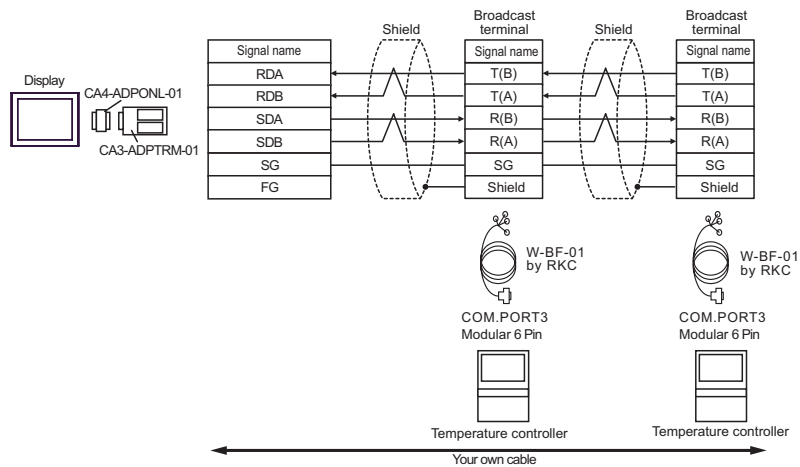 Display
CA4-ADPONL-01
CA3-ADPTRM-01
Signal name
RDA
RDB
SDA
SDB
SG
FG
Shield
Broadcast
terminal
Signal name
T(B)
T(A)
R(B)
R(A)
SG
Shield
Shield
Broadcast
terminal
Signal name
T(B)
T(A)
R(B)
R(A)
SG
Shield
W-BF-01
by RKC
COM.PORT3
Modular 6 Pin
Temperature controller
W-BF-01
by RKC
COM.PORT3
Modular 6 Pin
Temperature controller
Your own cable